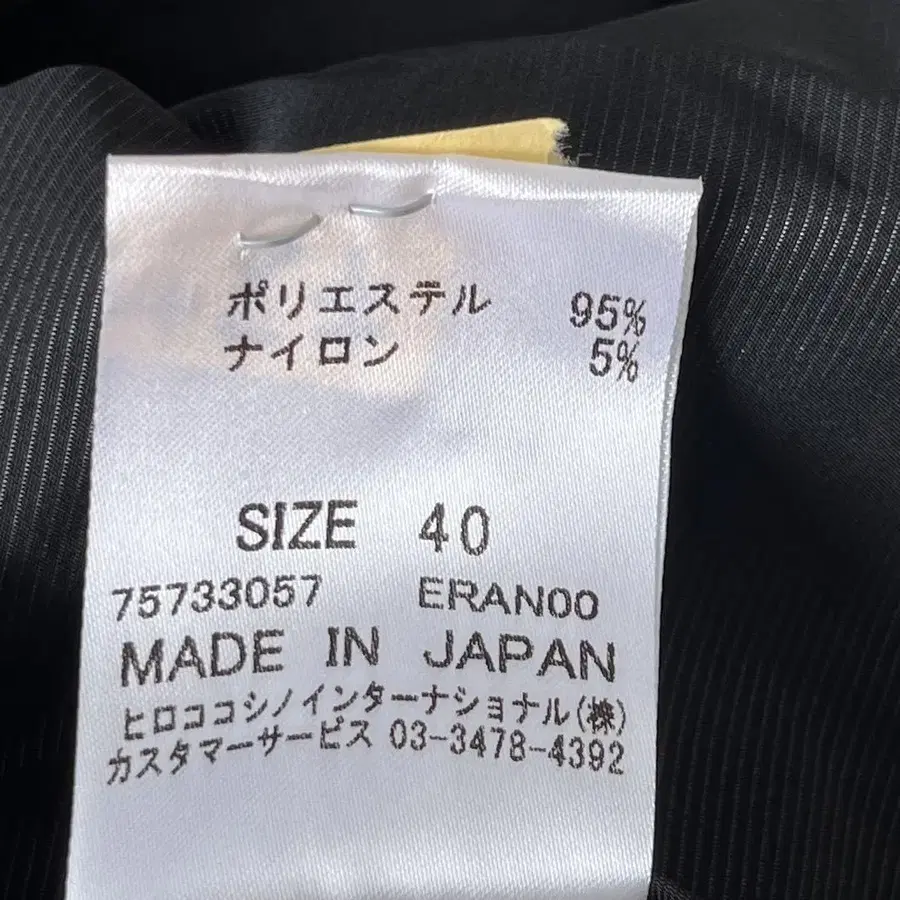 ポリエステル 95%
ナイロン 5%
SIZE 40
75733057 ERAN00
MADE IN JAPAN
ヒロココシノインターナショナル(株)
カスタマーサービス 03-3478-4392